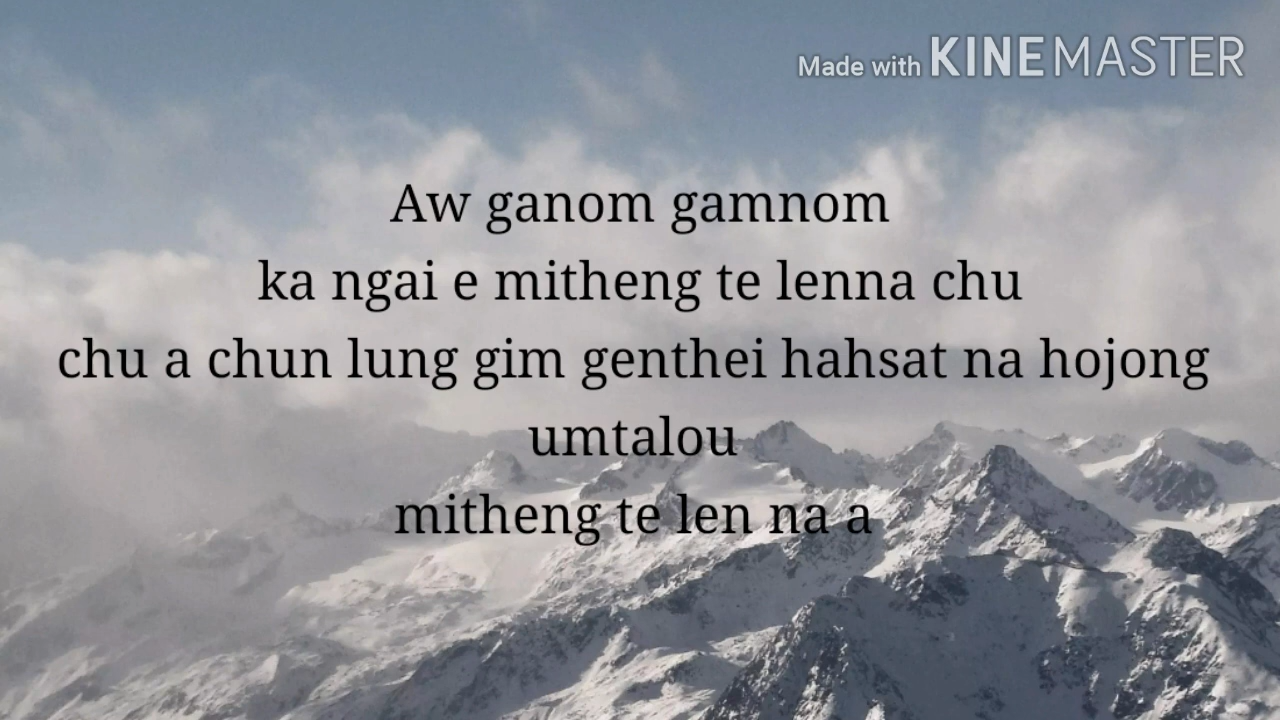 Made with KINEMASTER
Aw ganom gamnom
ka ngai e mitheng te lenna chu
chu a chun lung gim genthei hahsat na hojong
umtalou
mitheng te len na a